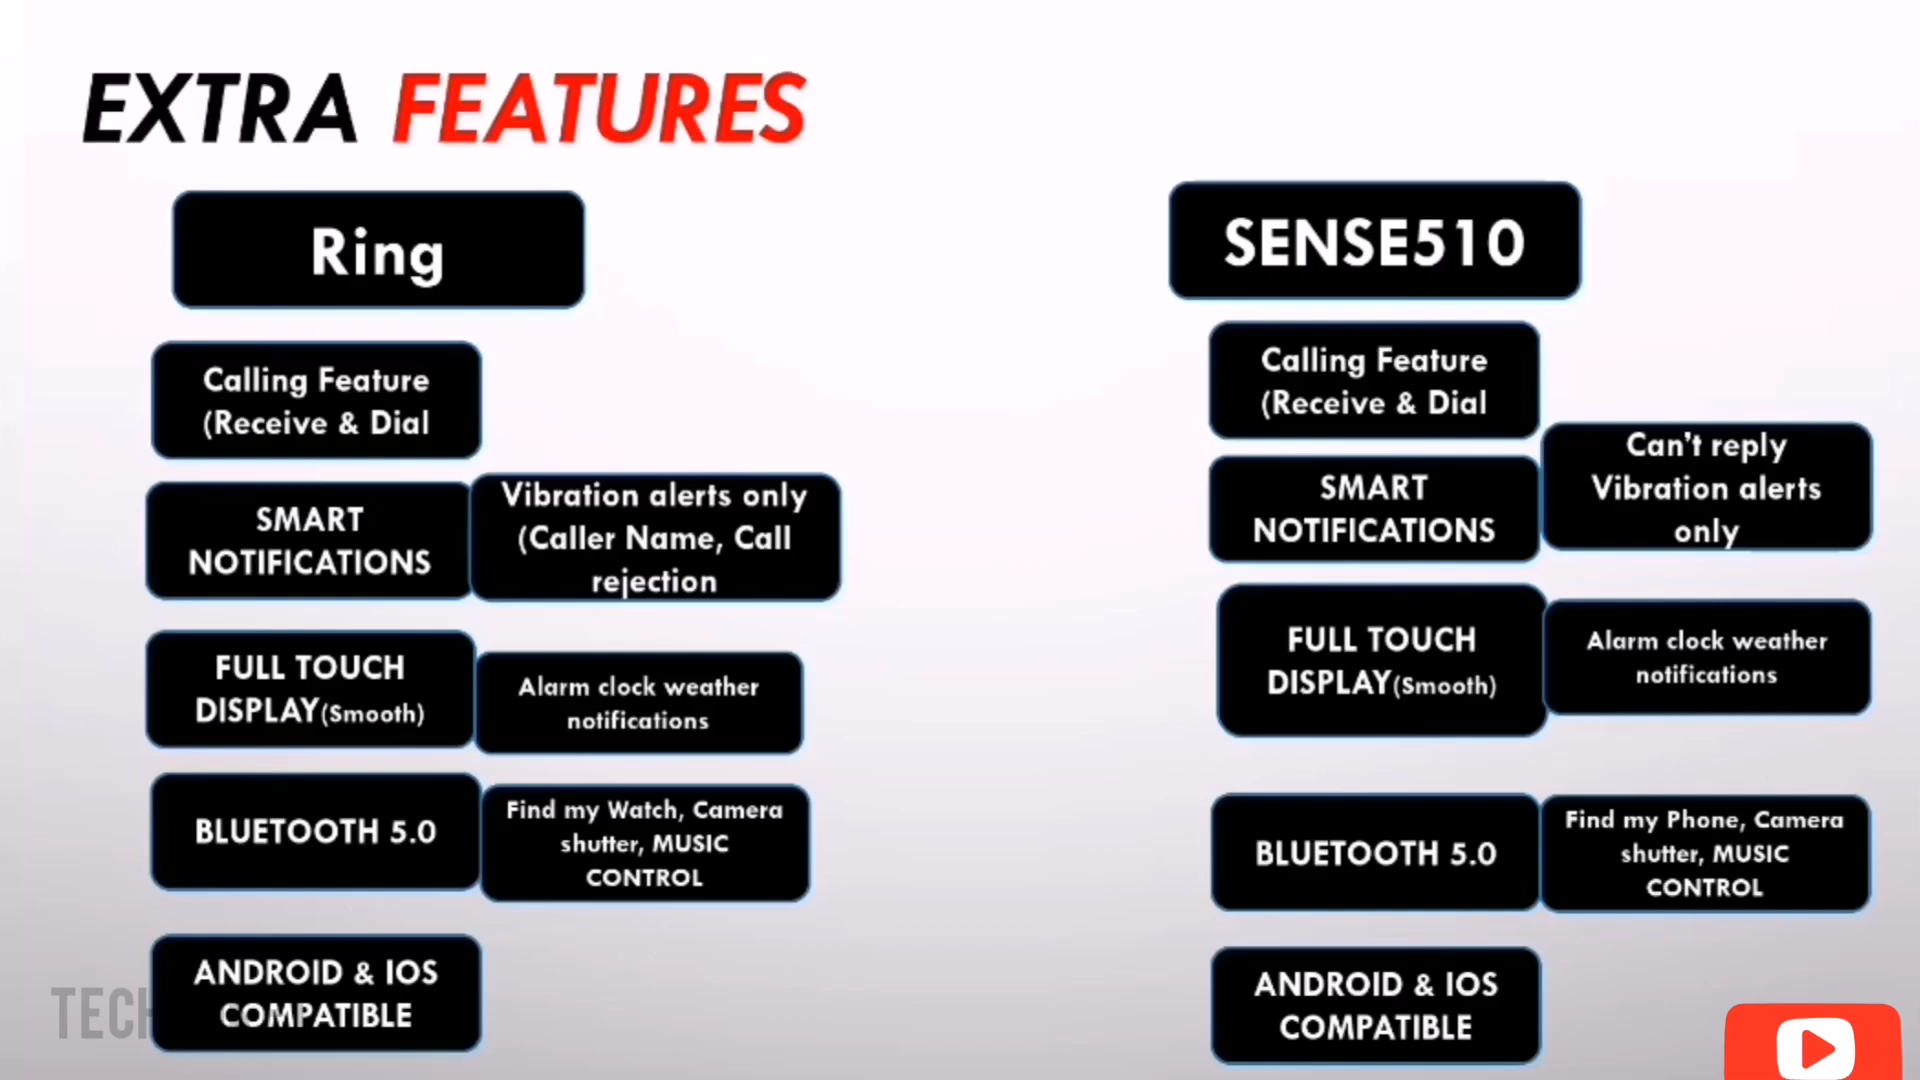 EXTRA FEATURES
Ring
Calling Feature
(Receive & Dial
SMART
NOTIFICATIONS
Vibration alerts only
(Caller Name, Call
rejection
FULL TOUCH
DISPLAY(Smooth)
Alarm clock weather
notifications
BLUETOOTH 5.0
Find my Watch, Camera
shutter, MUSIC
CONTROL
ANDROID & IOS
COMPATIBLE
SENSE510
Calling Feature
(Receive & Dial
SMART
NOTIFICATIONS
Can't reply
Vibration alerts
only
FULL TOUCH
DISPLAY(Smooth)
Alarm clock weather
notifications
BLUETOOTH 5.0
Find my Phone, Camera
shutter, MUSIC
CONTROL
ANDROID & IOS
COMPATIBLE